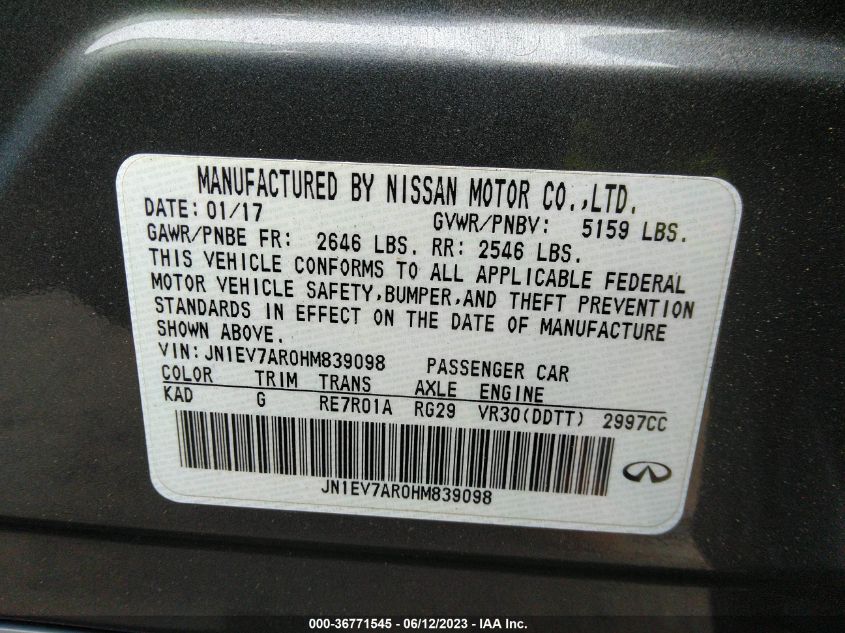 MANUFACTURED BY NISSAN MOTOR CO.,LTD.
DATE: 01/17 GVWR/PNBV: 5159 LBS.
GAWR/PNBE FR: 2646 LBS. RR: 2546 LBS.
THIS VEHICLE CONFORMS TO ALL APPLICABLE FEDERAL
MOTOR VEHICLE SAFETY,BUMPER,AND THEFT PREVENTION
STANDARDS IN EFFECT ON THE DATE OF MANUFACTURE
SHOWN ABOVE.
VIN: JN1EV7AR0HM839098 PASSENGER CAR
COLOR TRIM TRANS AXLE ENGINE
KAD G RE7R01A RG29 VR30(DDTT) 2997CC
JN1EV7AR0HM839098
000-36771545 - 06/12/2023 - IAA Inc.